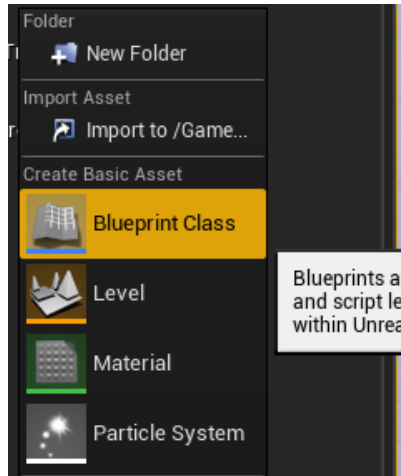 Folder
New Folder
Import Asset
Import to /Game...
Create Basic Asset
Blueprint Class
Level
Blueprints a
and script le
within Unrea
Material
Particle System